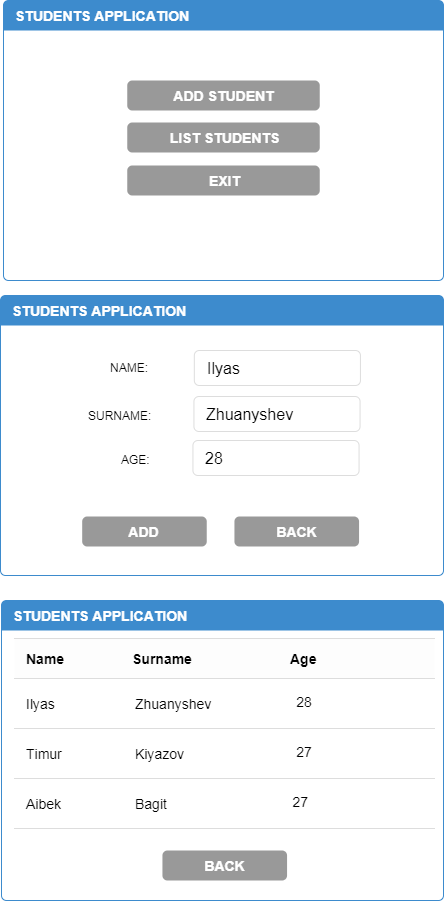 STUDENTS APPLICATION
ADD STUDENT
LIST STUDENTS
EXIT
STUDENTS APPLICATION
NAME: Ilyas
SURNAME: Zhuanyshev
AGE: 28
ADD BACK
STUDENTS APPLICATION
Name Surname Age
Ilyas Zhuanyshev 28
Timur Kiyazov 27
Aibek Bagit 27
BACK